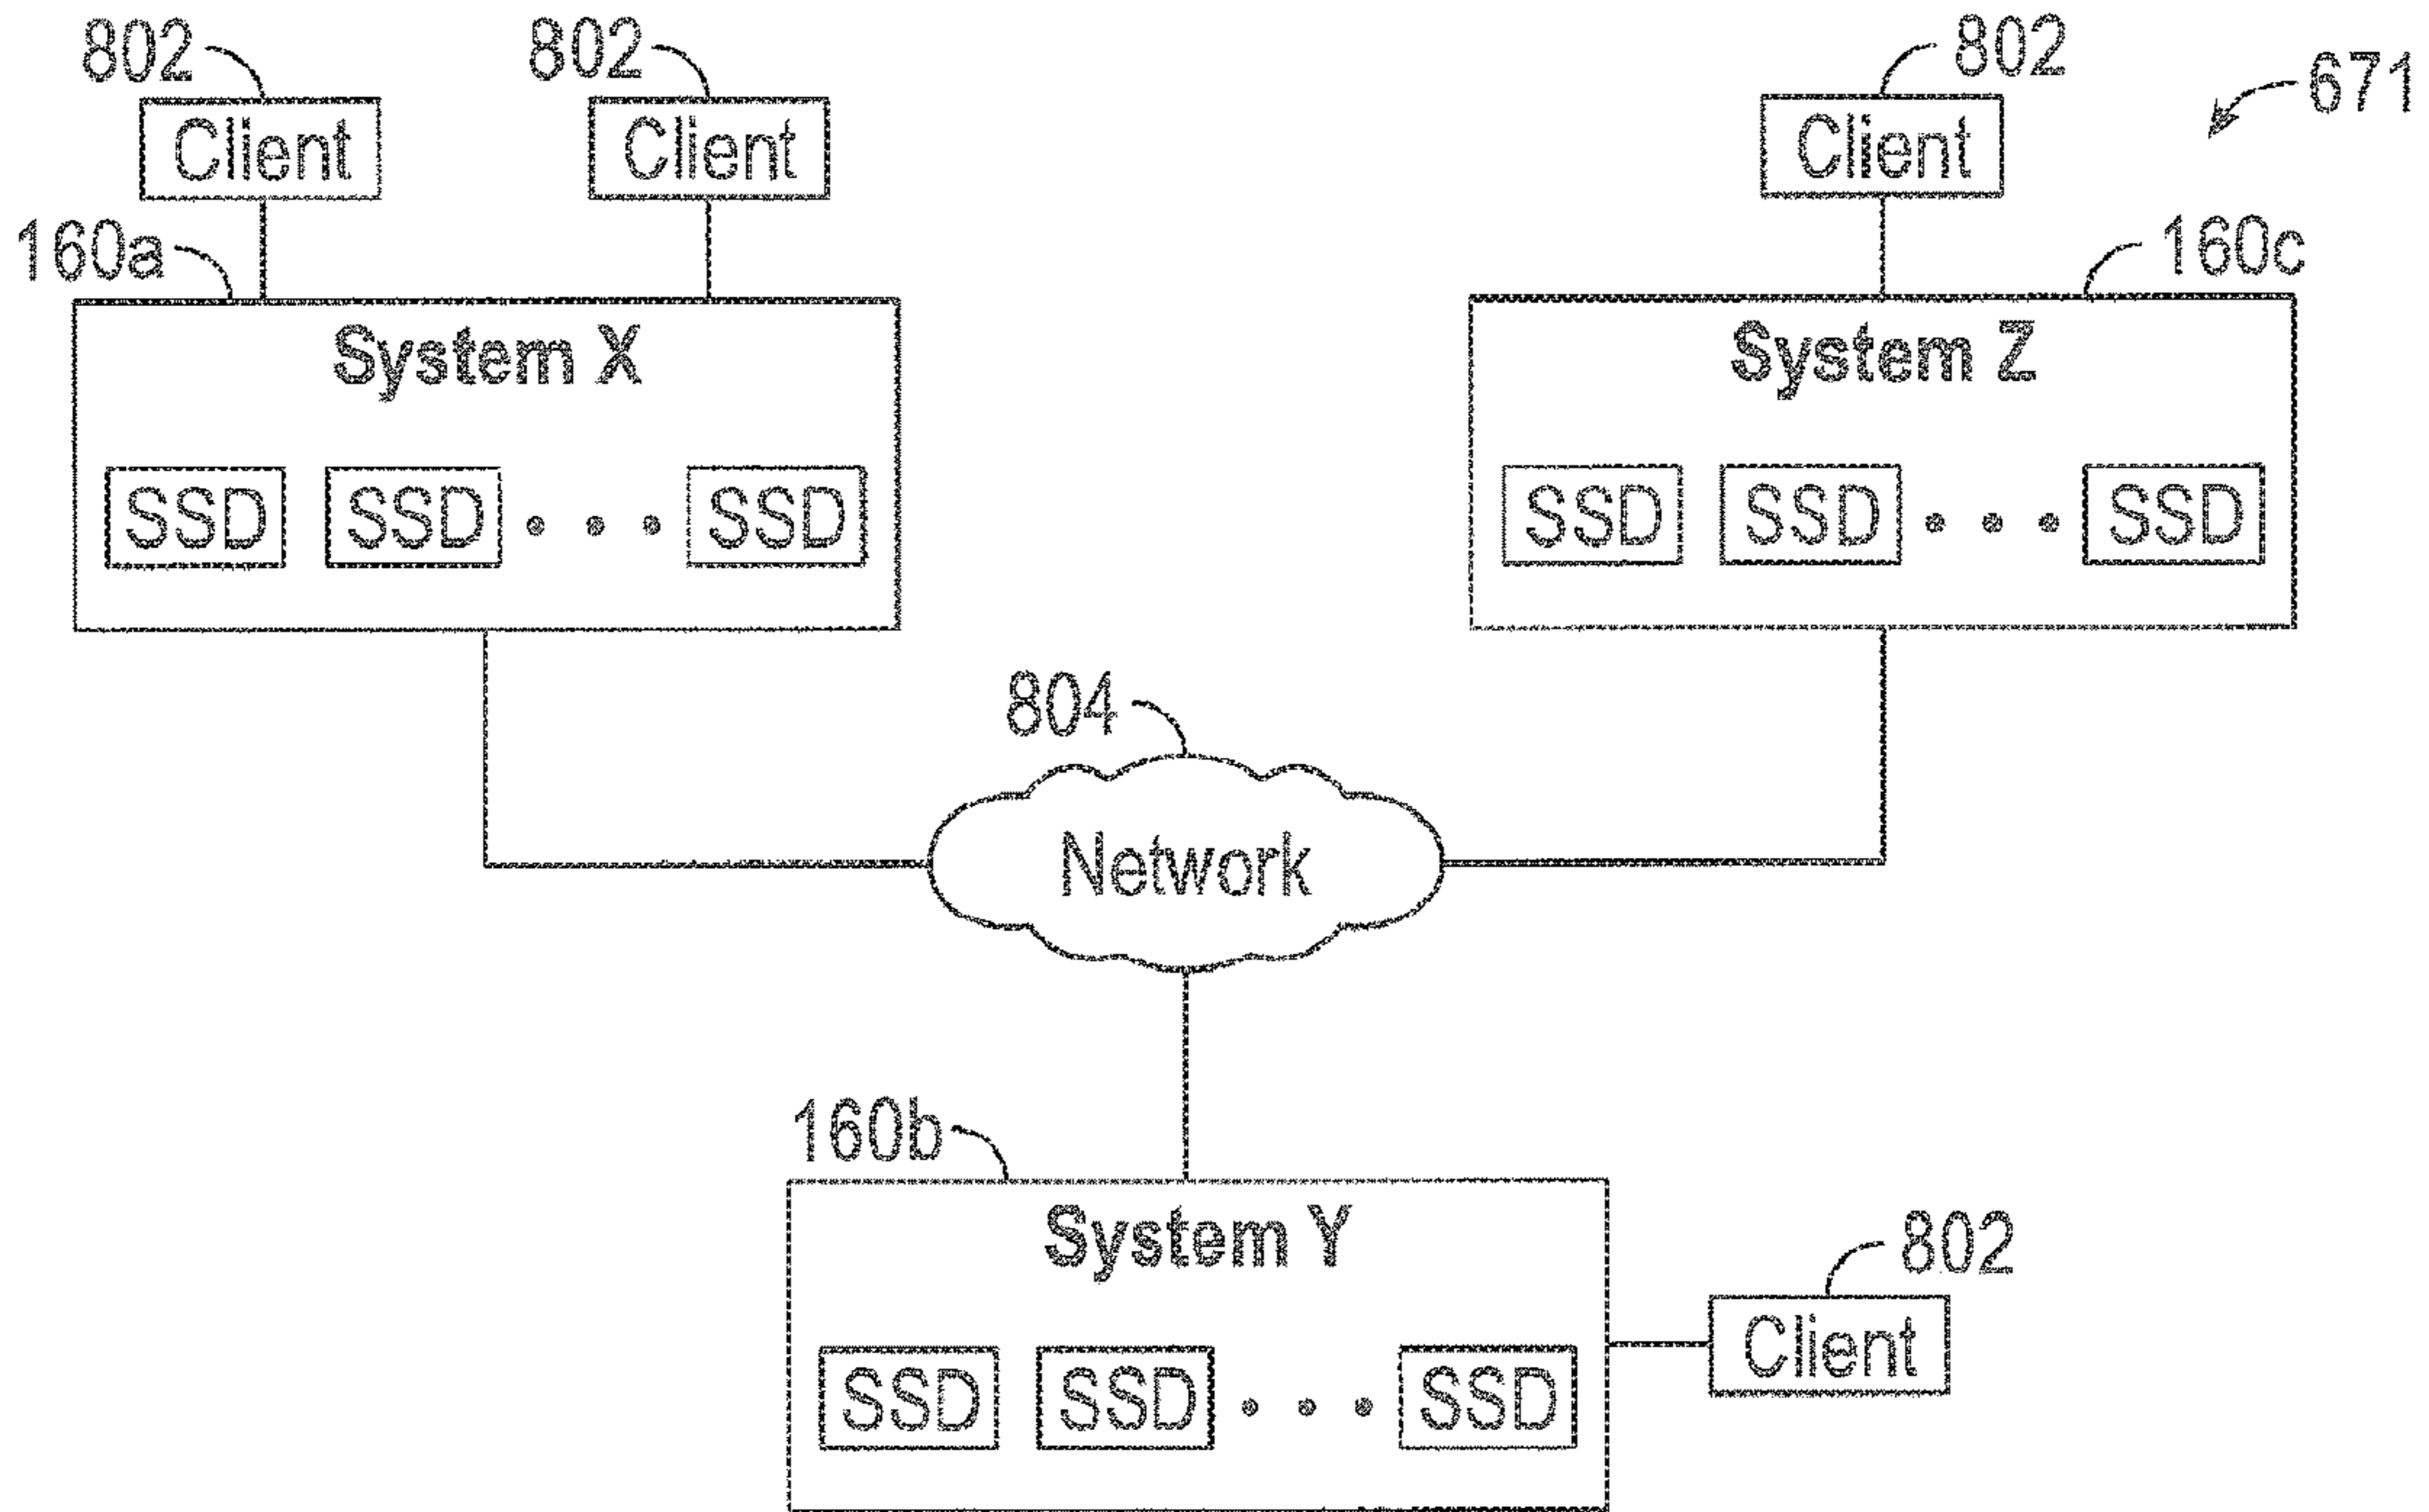 802 802 802
671
Client Client Client
160a 160c
System X System Z
SSD SSD • • • SSD SSD SSD • • • SSD
804
Network
160b
System Y
802
Client
SSD SSD • • • SSD